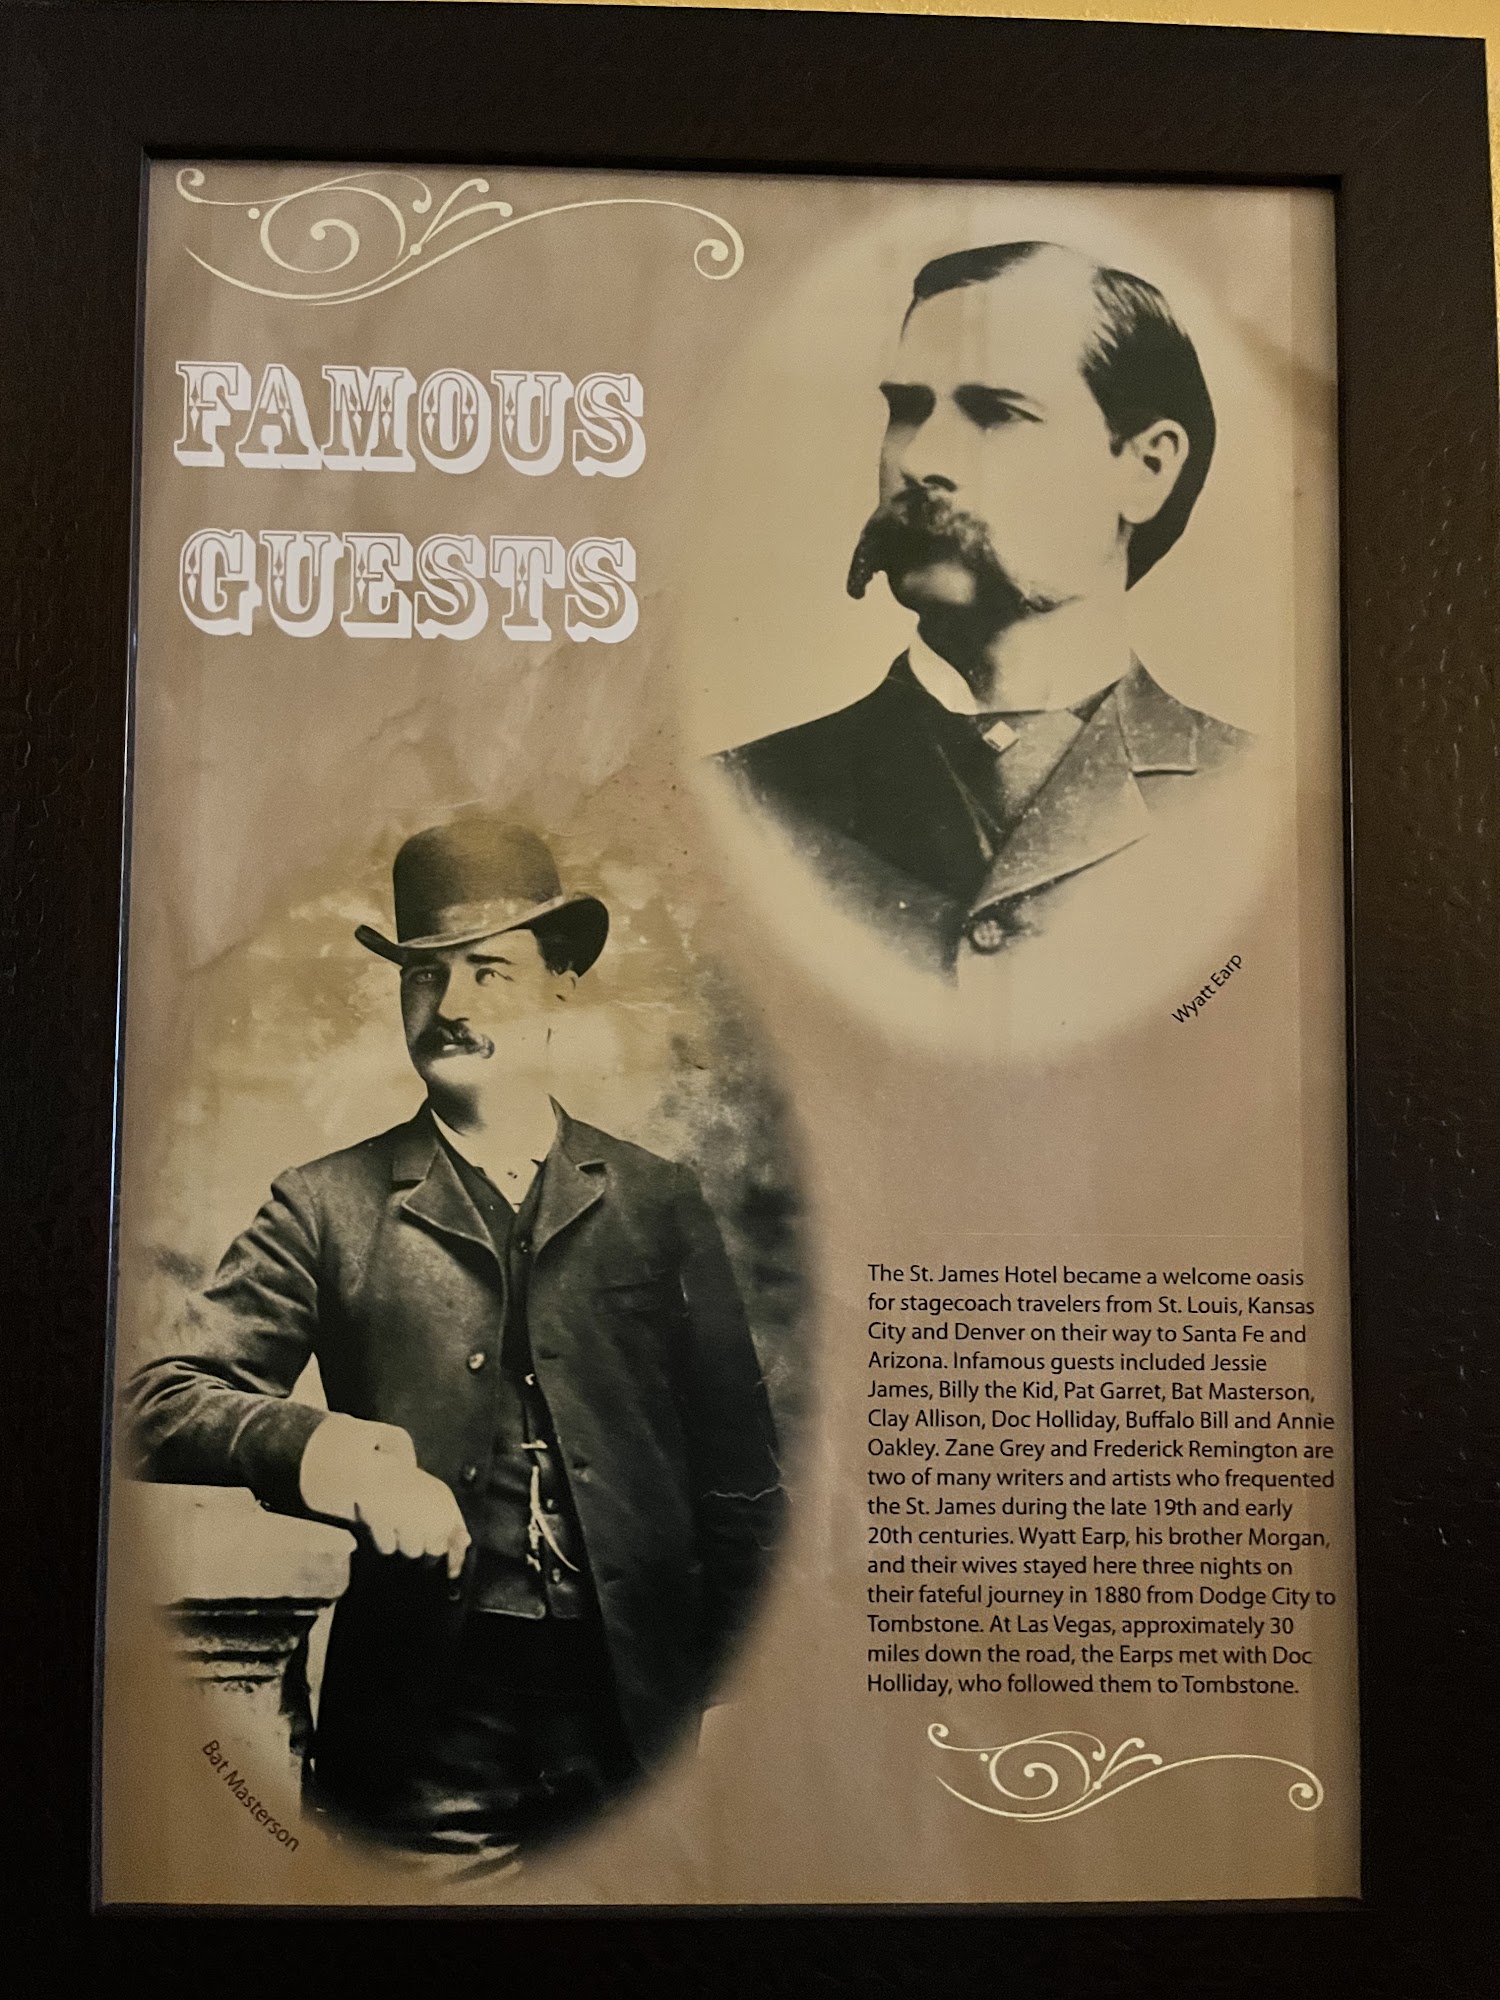 FAMOUS
GUESTS
Wyatt Earp
The St. James Hotel became a welcome oasis
for stagecoach travelers from St. Louis, Kansas
City and Denver on their way to Santa Fe and
Arizona. Infamous guests included Jessie
James, Billy the Kid, Pat Garret, Bat Masterson,
Clay Allison, Doc Holliday, Buffalo Bill and Annie
Oakley. Zane Grey and Frederick Remington are
two of many writers and artists who frequented
the St. James during the late 19th and early
20th centuries. Wyatt Earp, his brother Morgan,
and their wives stayed here three nights on
their fateful journey in 1880 from Dodge City to
Tombstone. At Las Vegas, approximately 30
miles down the road, the Earps met with Doc
Holliday, who followed them to Tombstone.
Bat Masterson